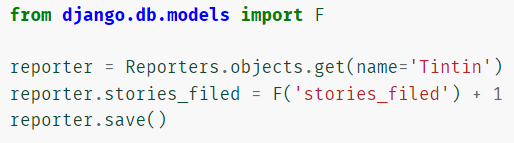 from django.db.models import F
reporter = Reporters.objects.get(name='Tintin')
reporter.stories_filed = F('stories_filed') + 1
reporter.save()